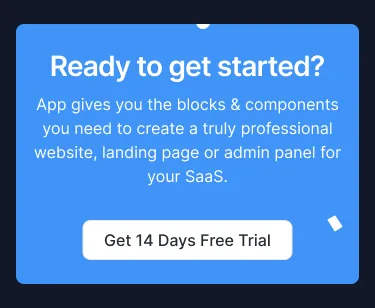 Ready to get started?
App gives you the blocks & components
you need to create a truly professional
website, landing page or admin panel for
your SaaS.
Get 14 Days Free Trial